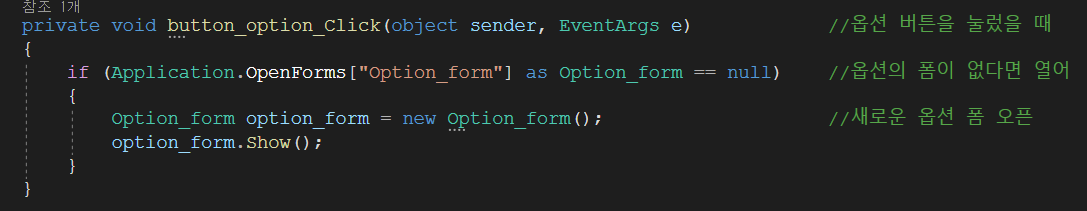 참조 1개
private void button_option_Click(object sender, EventArgs e) //옵션 버튼을 눌렀을 때
{
if (Application.OpenForms["Option_form"] as Option_form == null) //옵션의 폼이 없다면 열어
{
Option_form option_form = new Option_form(); //새로운 옵션 폼 오픈
option_form.Show();
}
}